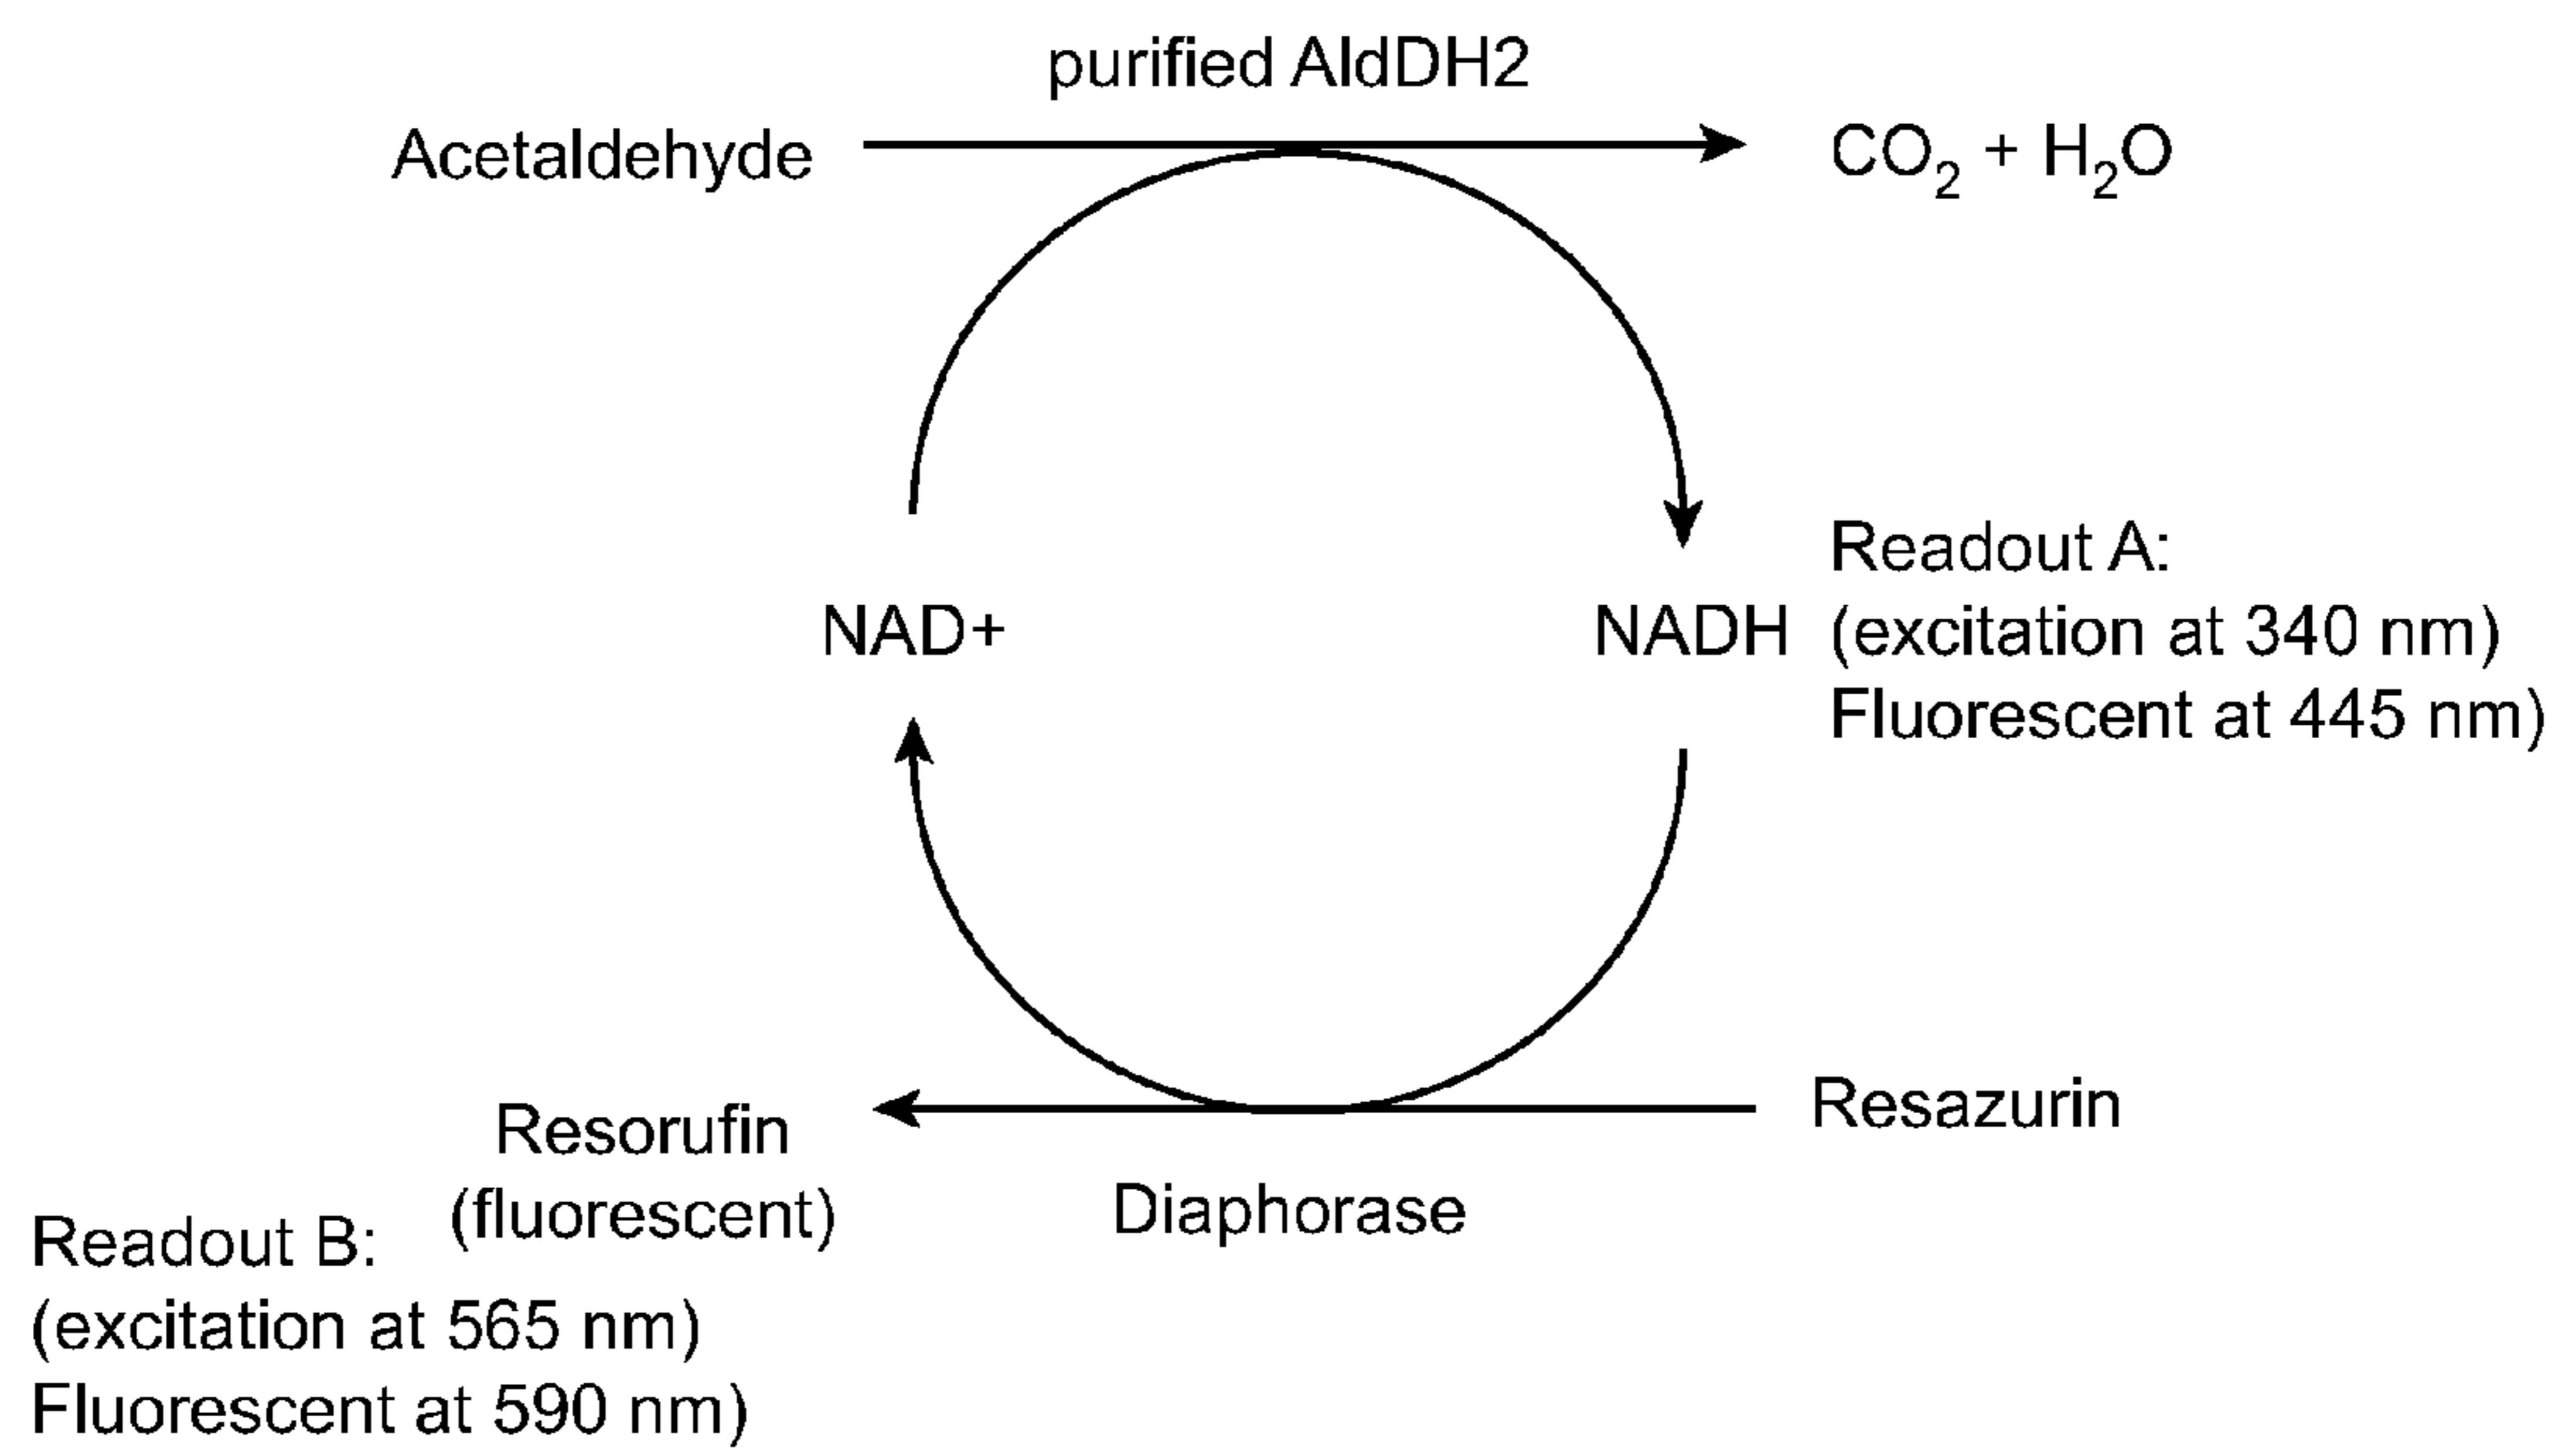 purified AldDH2
Acetaldehyde
CO2 + H2O
NAD+
NADH
Readout A:
(excitation at 340 nm)
Fluorescent at 445 nm)
Resorufin
(fluorescent)
Diaphorase
Resazurin
Readout B:
(excitation at 565 nm)
Fluorescent at 590 nm)